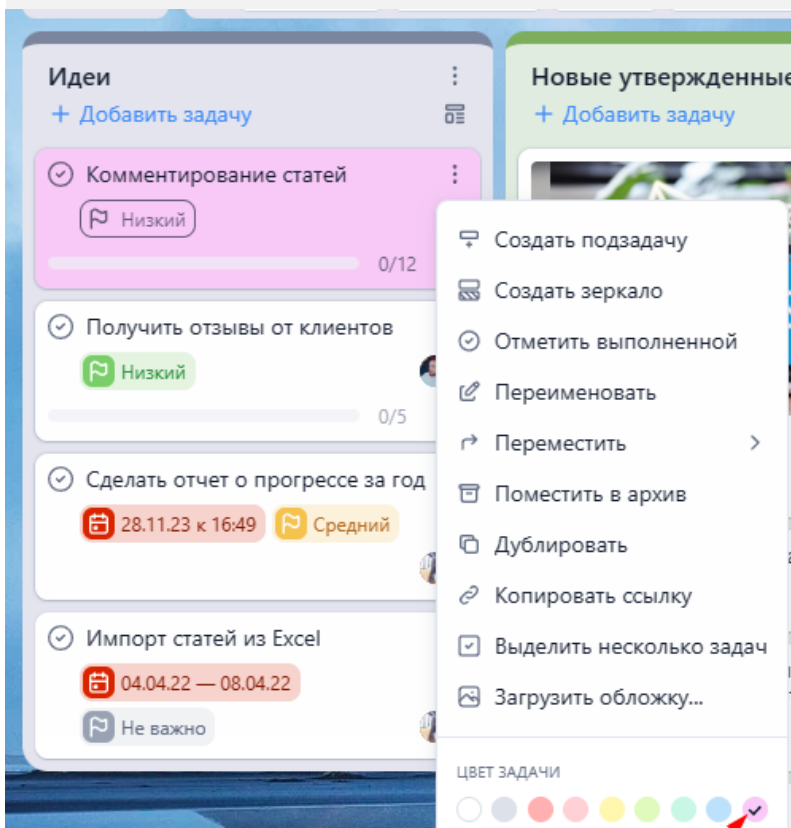 Идеи
+ Добавить задачу
Комментирование статей
Низкий
0/12
Получить отзывы от клиентов
Низкий
0/5
Сделать отчет о прогрессе за год
28.11.23 к 16:49
Средний
Импорт статей из Excel
04.04.22 — 08.04.22
Не важно
Новые утвержденные
+ Добавить задачу
Создать подзадачу
Создать зеркало
Отметить выполненной
Переименовать
Переместить
Поместить в архив
Дублировать
Копировать ссылку
Выделить несколько задач
Загрузить обложку...
ЦВЕТ ЗАДАЧИ